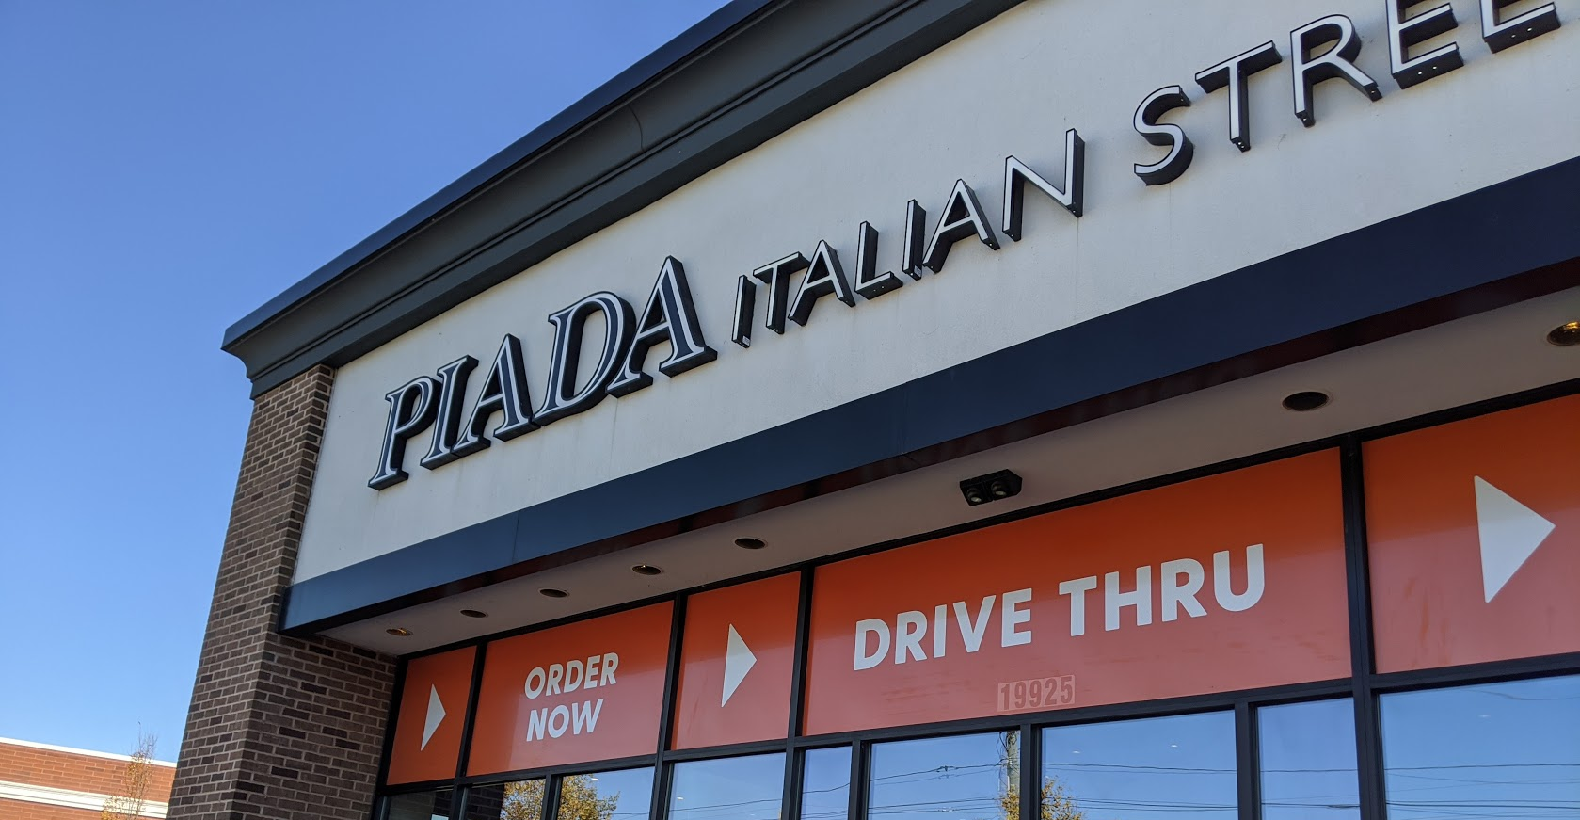 PIADA ITALIAN STREE
ORDER
NOW
DRIVE THRU
19925